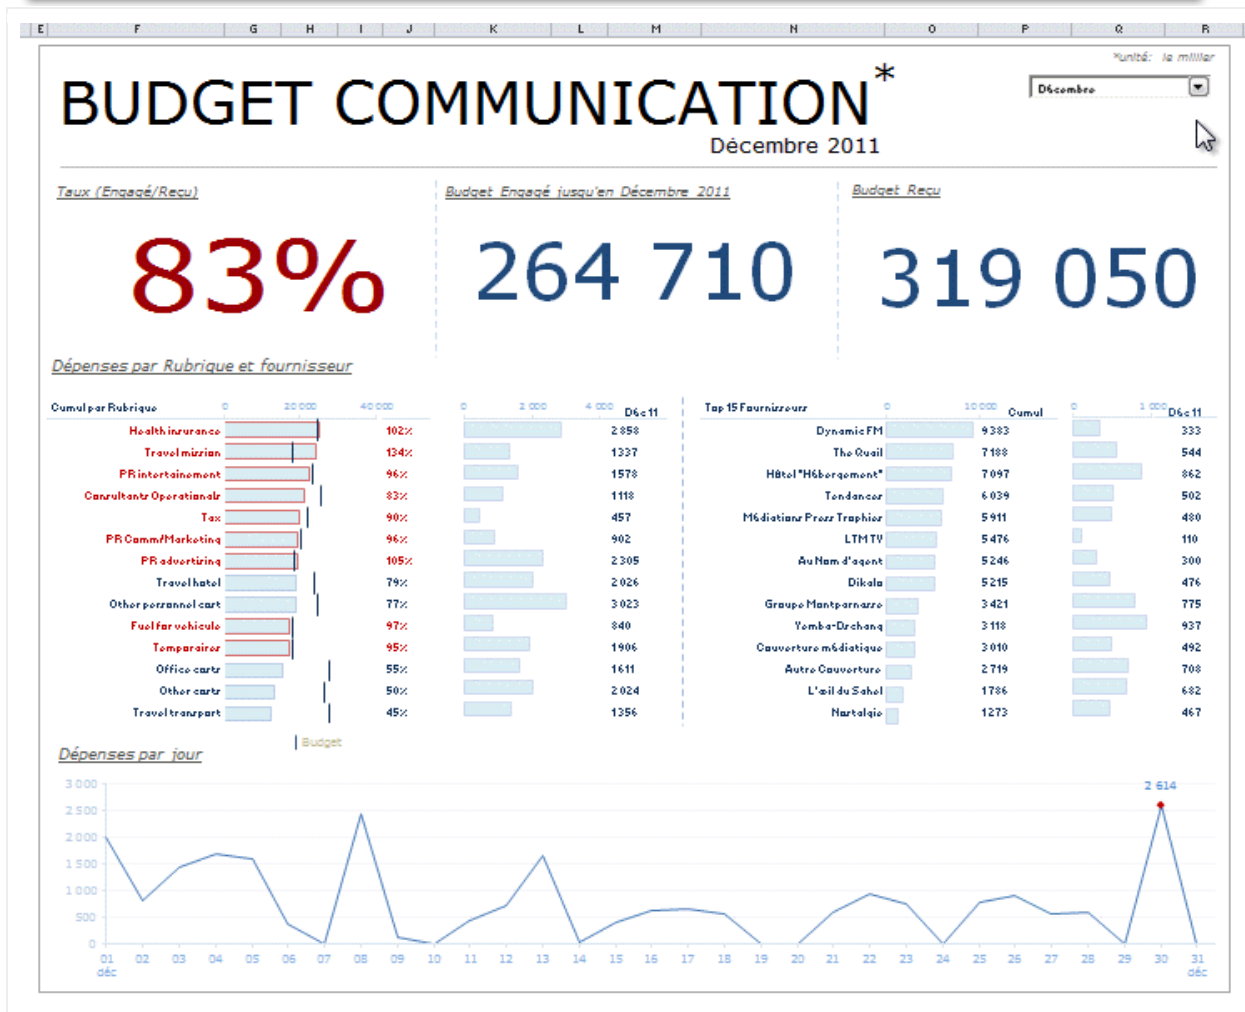 E F G H I J K L M N O P Q R
*unité: le millier
BUDGET COMMUNICATION*
Décembre
Décembre 2011
Taux (Engagé/Reçu) Budget Engagé jusqu'en Décembre 2011 Budget Reçu
83% 264 710 319 050
Dépenses par Rubrique et fournisseur
Cumul par Rubrique 0 20 000 40 000 0 2 000 4 000 Déc 11 Top 15 Fournisseurs 0 10 000 Cumul 0 1 000 Déc 11
Health insurance 102% 2 858 Dynamic FM 9 383 333
Travel mission 134% 1 337 The Quail 7 188 544
PR intertainement 96% 1 578 Hôtel "Hébergement" 7 097 862
Consultants Operationals 83% 1 118 Tendances 6 039 502
Tax 90% 457 Médiations Press Trophies 5 911 480
PR Comm/Marketing 96% 902 LTM TV 5 476 110
PR advertising 105% 2 305 Au Nom d'agent 5 246 300
Travel hotel 79% 2 026 Dikalo 5 215 476
Other personnel cost 77% 3 023 Groupe Montparnasse 3 421 775
Fuel for vehicule 97% 840 Yemba-Dschang 3 118 937
Temporaires 95% 1 906 Couverture médiatique 3 010 492
Office costs 55% 1 611 Autre Couverture 2 719 708
Other costs 50% 2 024 L'œil du Sahel 1 786 682
Travel transport 45% 1 356 Nostalgie 1 273 467
Budget
Dépenses par jour
3 000
2 614
2 500
2 000
1 500
1 000
500
0
01 02 03 04 05 06 07 08 09 10 11 12 13 14 15 16 17 18 19 20 21 22 23 24 25 26 27 28 29 30 31
déc déc